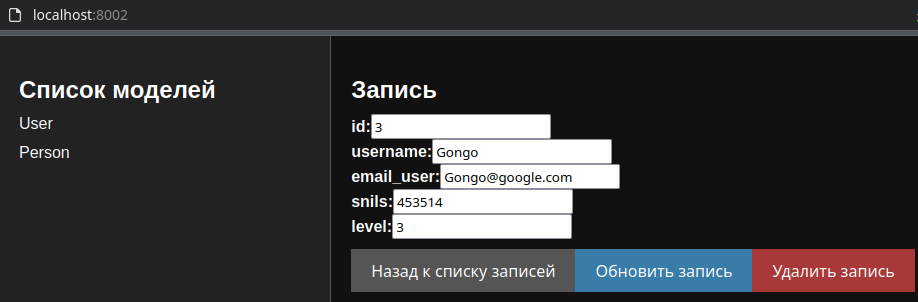 localhost:8002
Список моделей
User
Person
Запись
id: 3
username: Gongo
email_user: Gongo@google.com
snils: 453514
level: 3
Назад к списку записей Обновить запись Удалить запись